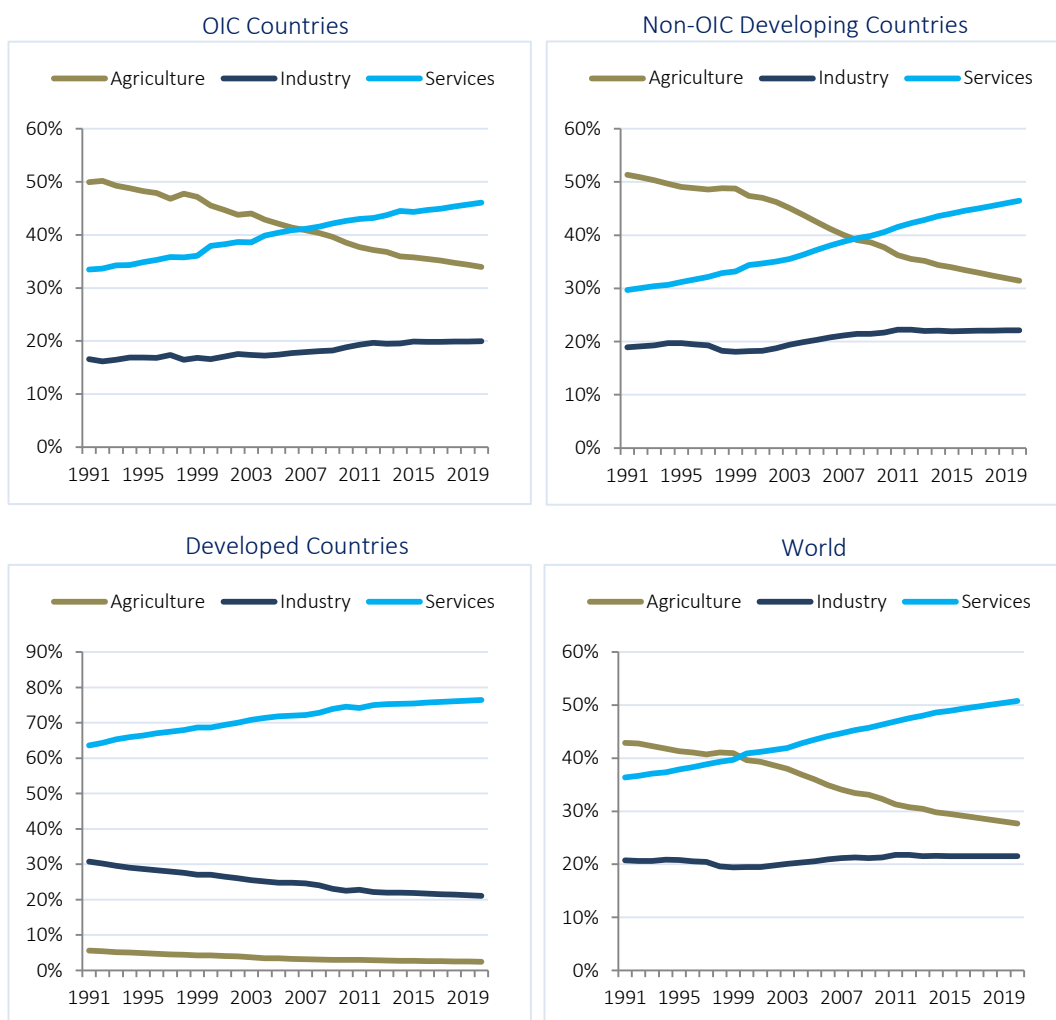 OIC Countries
Agriculture Industry Services
60%
50%
40%
30%
20%
10%
0%
1991 1995 1999 2003 2007 2011 2015 2019
Non-OIC Developing Countries
Agriculture Industry Services
60%
50%
40%
30%
20%
10%
0%
1991 1995 1999 2003 2007 2011 2015 2019
Developed Countries
Agriculture Industry Services
90%
80%
70%
60%
50%
40%
30%
20%
10%
0%
1991 1995 1999 2003 2007 2011 2015 2019
World
Agriculture Industry Services
60%
50%
40%
30%
20%
10%
0%
1991 1995 1999 2003 2007 2011 2015 2019